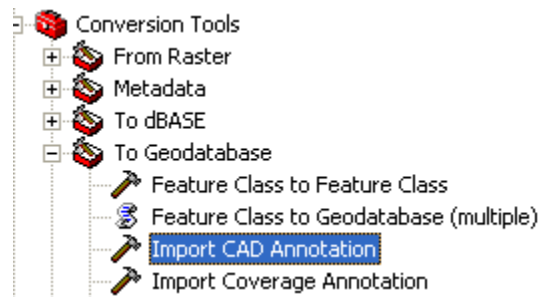 Conversion Tools
From Raster
Metadata
To dBASE
To Geodatabase
Feature Class to Feature Class
Feature Class to Geodatabase (multiple)
Import CAD Annotation
Import Coverage Annotation